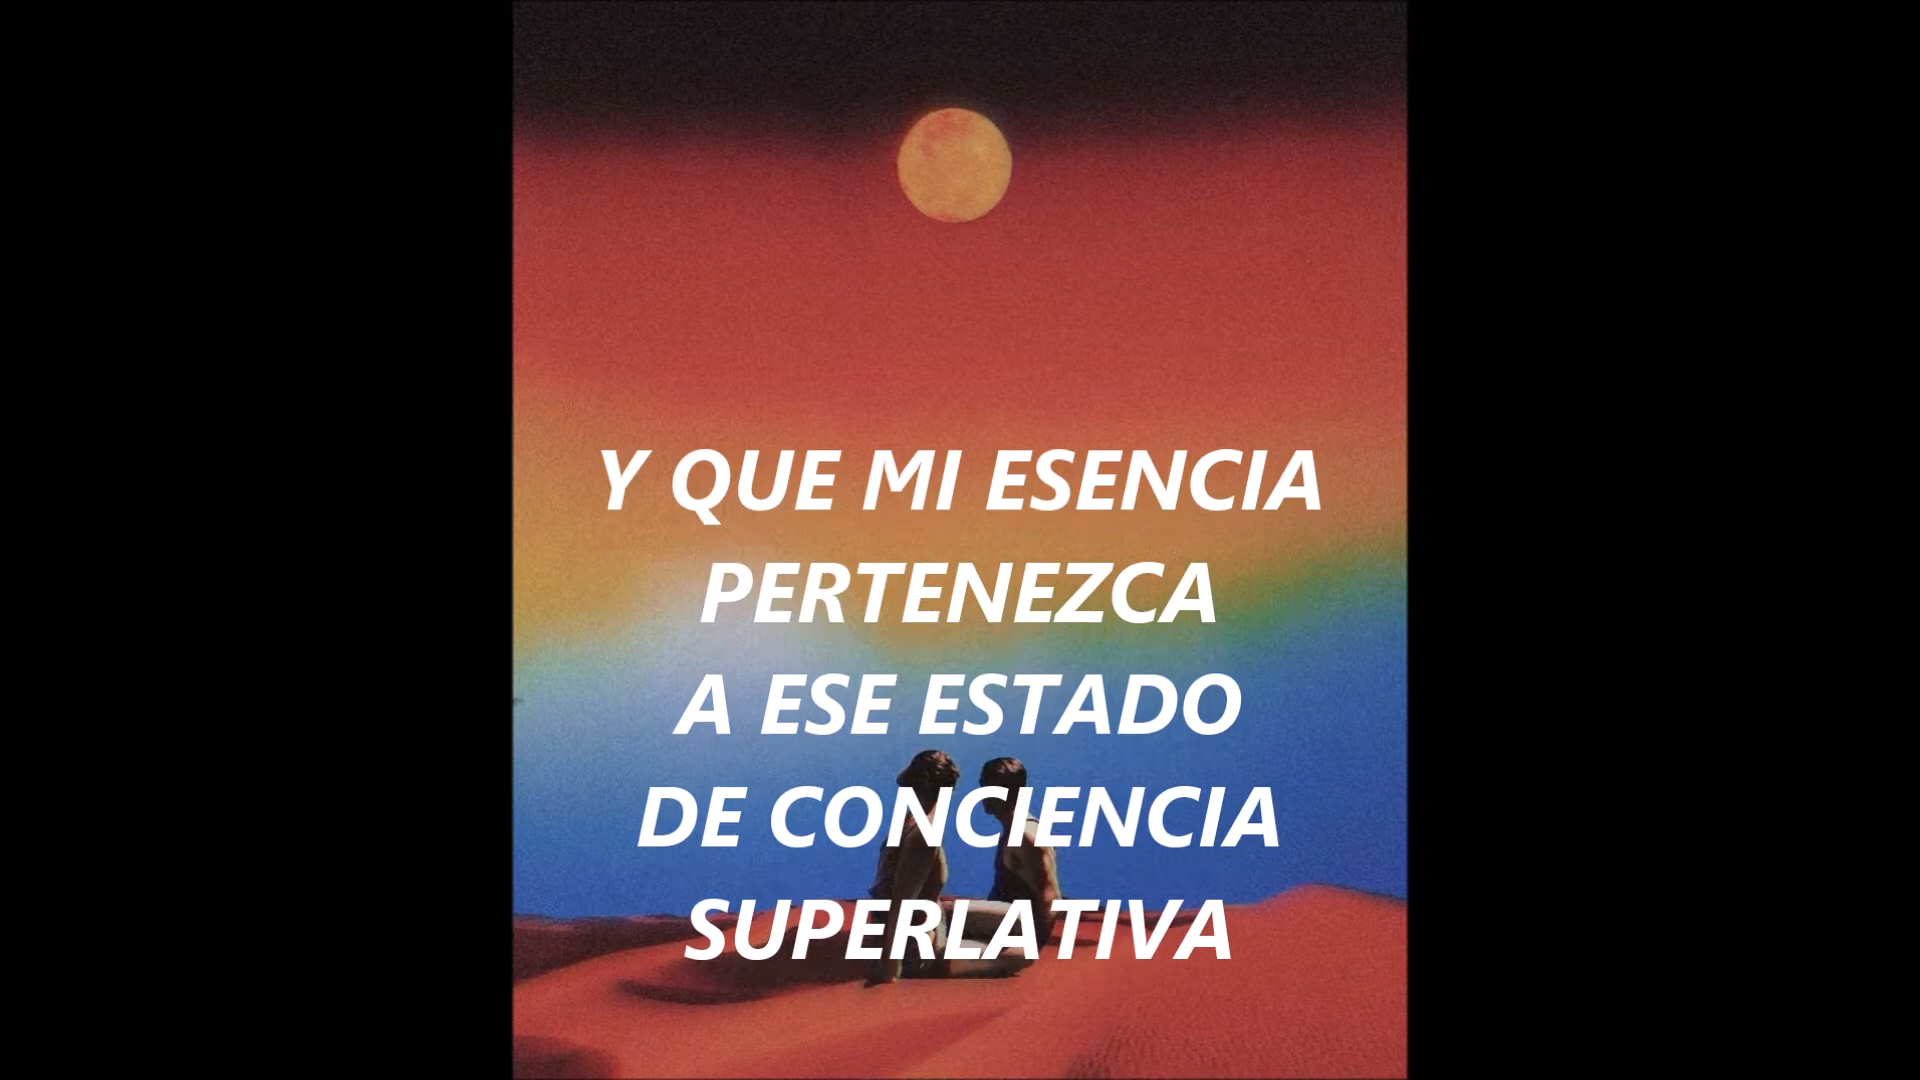 Y QUE MI ESENCIA
PERTENEZCA
A ESE ESTADO
DE CONCIENCIA
SUPERLATIVA